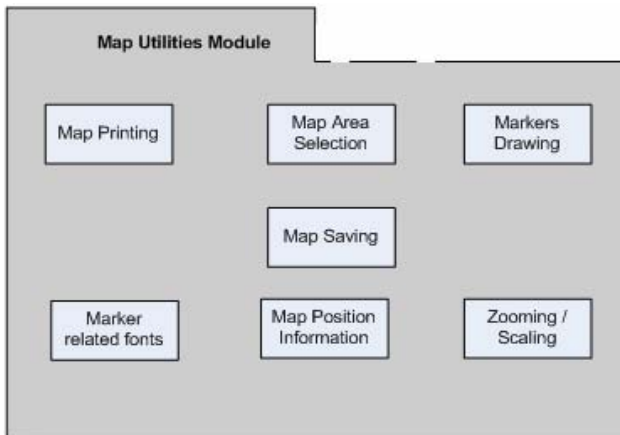 Map Utilities Module
Map Printing
Map Area
Selection
Markers
Drawing
Map Saving
Marker
related fonts
Map Position
Information
Zooming /
Scaling